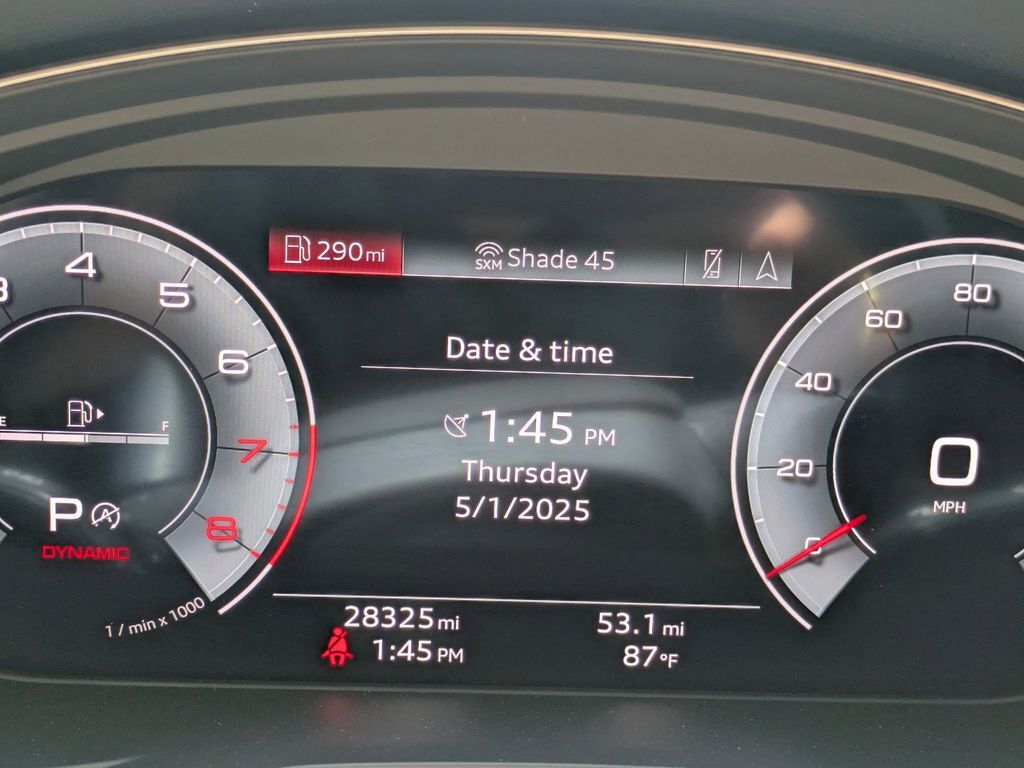 290 mi
SXM Shade 45
Date & time
1:45 PM
Thursday
5/1/2025
28325 mi
1:45 PM
53.1 mi
87°F
3
4
5
6
7
8
E
F
P
DYNAMIC
1 / min x 1000
80
60
40
20
0
0
MPH